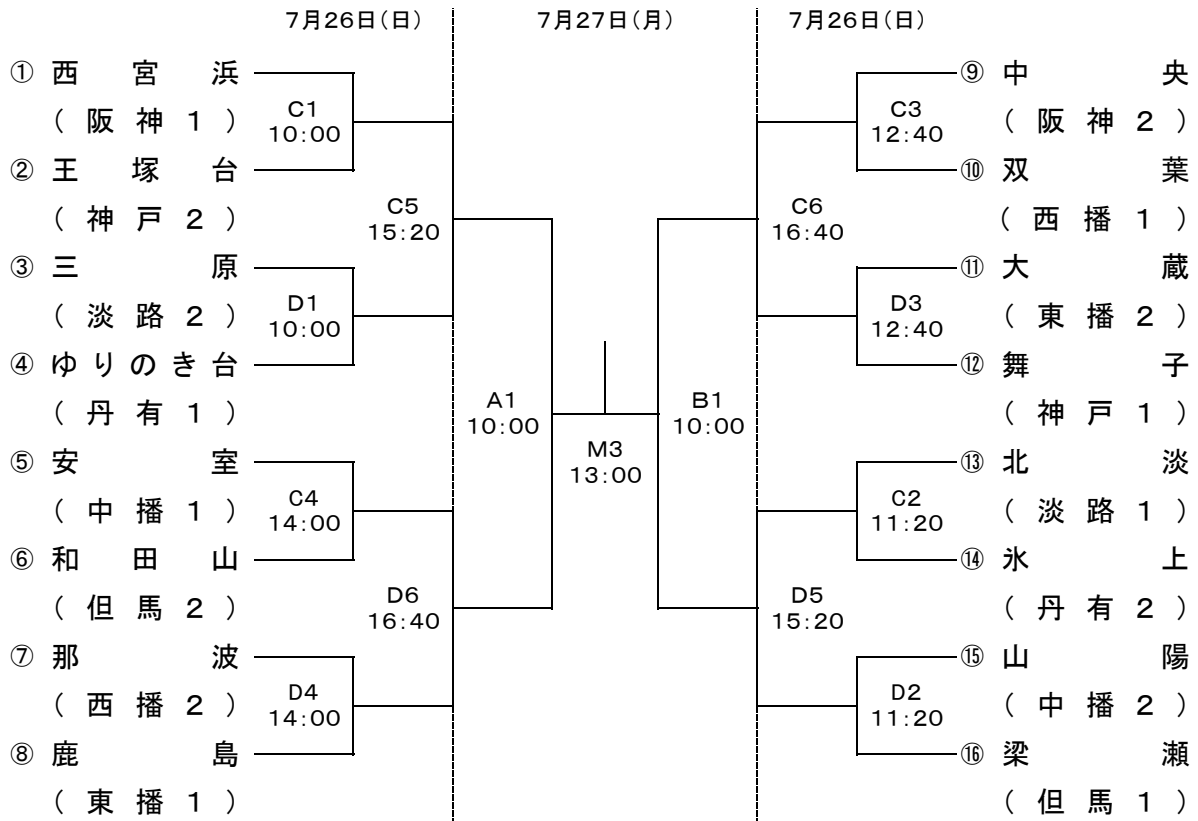 7月26日(日) 7月27日(月) 7月26日(日)
① 西宮浜
(阪神1)
C1
10:00
② 王塚台
(神戸2)
C5
15:20
③ 三原
(淡路2)
D1
10:00
④ ゆりのき台
(丹有1)
A1
10:00
⑤ 安室
(中播1)
C4
14:00
⑥ 和田山
(但馬2)
D6
16:40
⑦ 那波
(西播2)
D4
14:00
⑧ 鹿島
(東播1)
M3
13:00
B1
10:00
⑨ 中央
(阪神2)
C3
12:40
⑩ 双葉
(西播1)
C6
16:40
⑪ 大蔵
(東播2)
D3
12:40
⑫ 舞子
(神戸1)
⑬ 北淡
(淡路1)
C2
11:20
⑭ 氷上
(丹有2)
D5
15:20
⑮ 山陽
(中播2)
D2
11:20
⑯ 梁瀬
(但馬1)